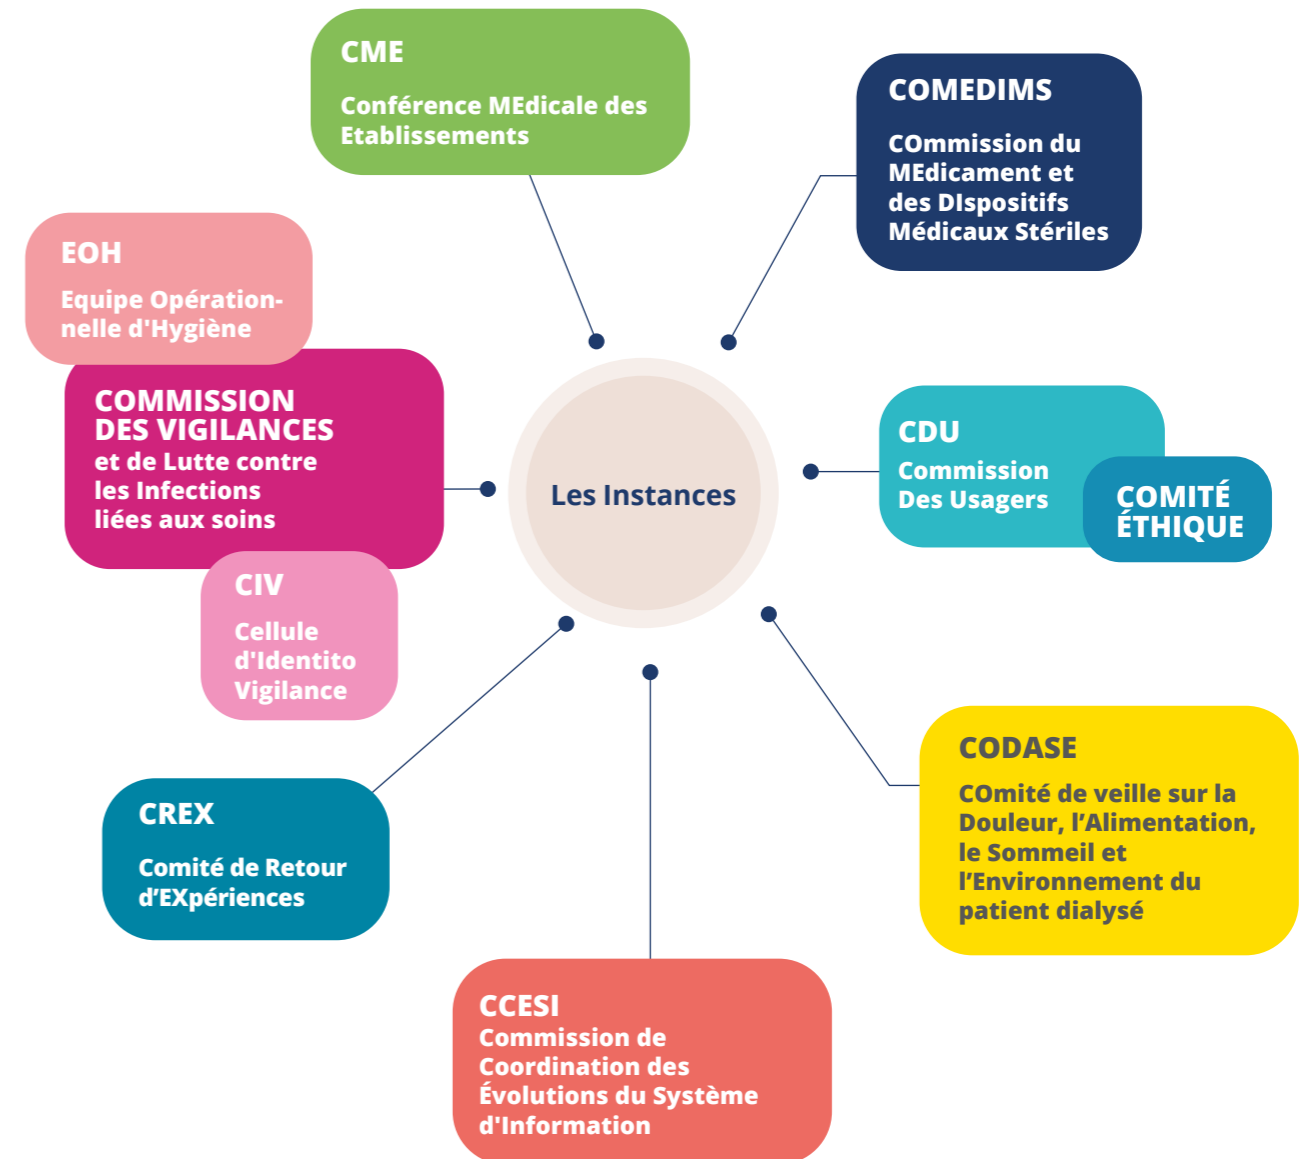 CME
Conférence MEdicale des
Etablissements
COMEDIMS
COmmission du
MEdicament et
des DIspositifs
Médicaux Stériles
EOH
Equipe Opération-
nelle d'Hygiène
COMMISSION
DES VIGILANCES
et de Lutte contre
les Infections
liées aux soins
CIV
Cellule
d'Identito
Vigilance
Les Instances
CDU
Commission
Des Usagers
COMITÉ
ÉTHIQUE
CREX
Comité de Retour
d’EXpériences
CODASE
COmité de veille sur la
Douleur, l’Alimentation,
le Sommeil et
l’Environnement du
patient dialysé
CCESI
Commission de
Coordination des
Évolutions du Système
d'Information